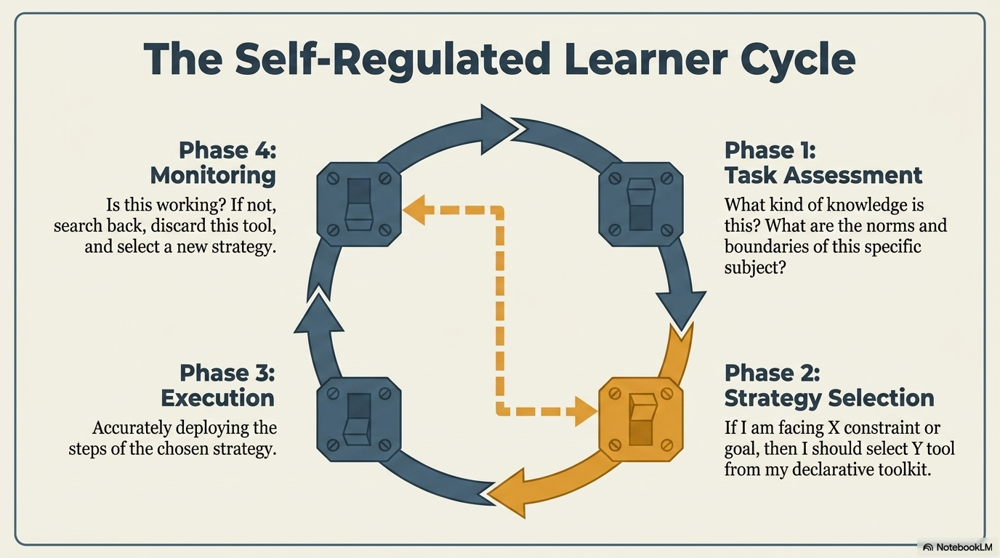 The Self-Regulated Learner Cycle
Phase 4:
Monitoring
Is this working? If not,
search back, discard this tool,
and select a new strategy.
Phase 1:
Task Assessment
What kind of knowledge is
this? What are the norms and
boundaries of this specific
subject?
Phase 3:
Execution
Accurately deploying the
steps of the chosen strategy.
Phase 2:
Strategy Selection
If I am facing X constraint or
goal, then I should select Y tool
from my declarative toolkit.
NotebookLM